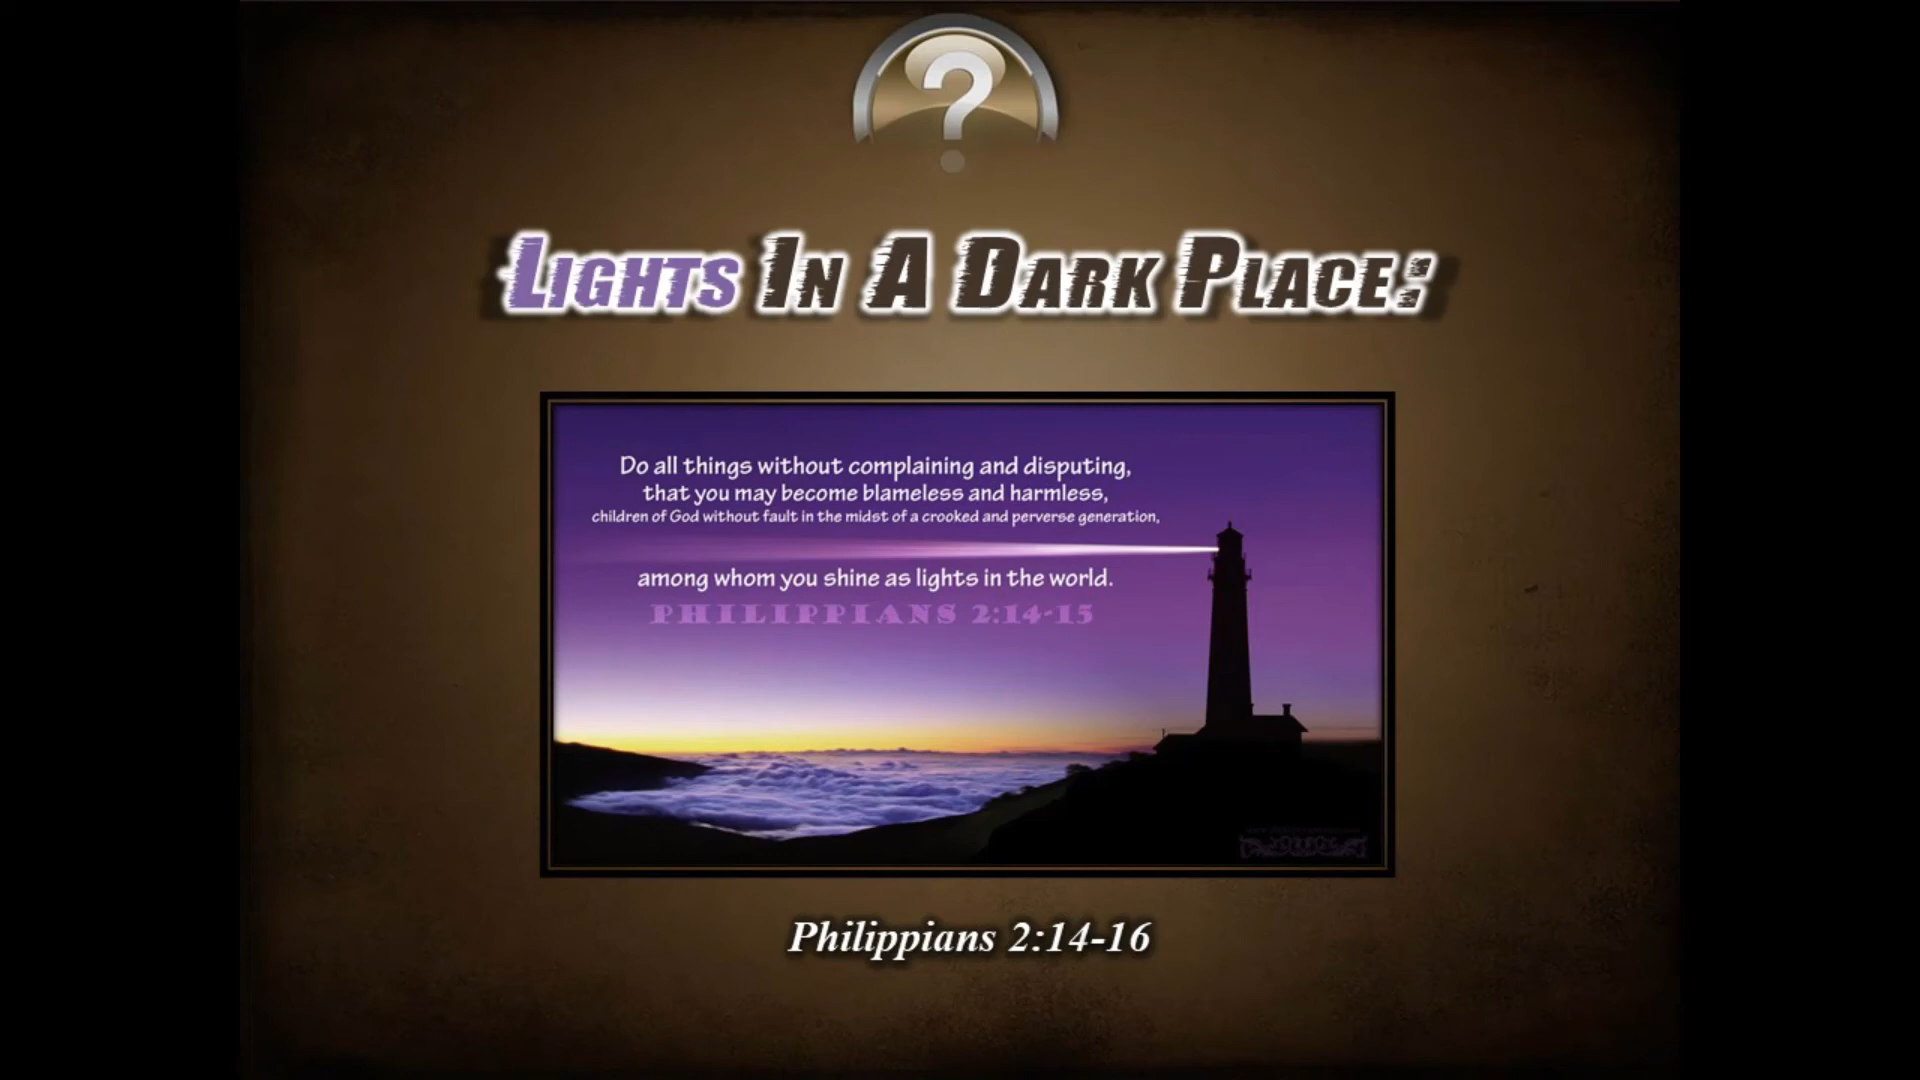 ?
LIGHTS IN A DARK PLACE:
Do all things without complaining and disputing,
that you may become blameless and harmless,
children of God without fault in the midst of a crooked and perverse generation,
among whom you shine as lights in the world.
PHILIPPIANS 2:14-15
Philippians 2:14-16